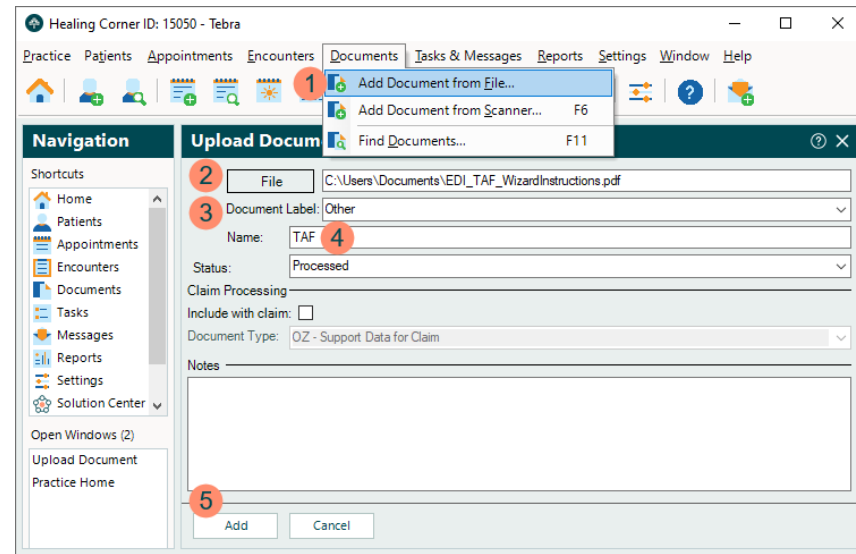 Healing Corner ID: 15050 - Tebra
Practice Patients Appointments Encounters Documents Tasks & Messages Reports Settings Window Help
1 Add Document from File...
Add Document from Scanner... F6
Find Documents... F11
Navigation
Shortcuts
Home
Patients
Appointments
Encounters
Documents
Tasks
Messages
Reports
Settings
Solution Center
Open Windows (2)
Upload Document
Practice Home
Upload Docum
2 File C:\Users\Documents\EDI_TAF_WizardInstructions.pdf
3 Document Label: Other
Name: TAF 4
Status: Processed
Claim Processing
Include with claim:
Document Type: OZ - Support Data for Claim
Notes
5
Add Cancel